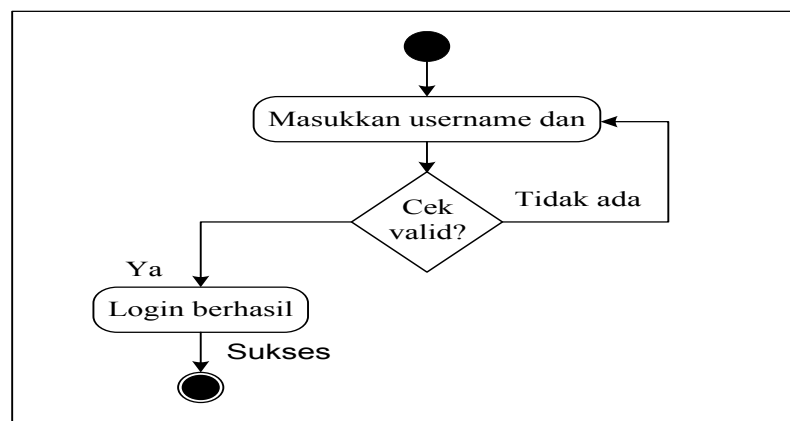 Masukkan username dan
Cek
valid?
Tidak ada
Ya
Login berhasil
Sukses